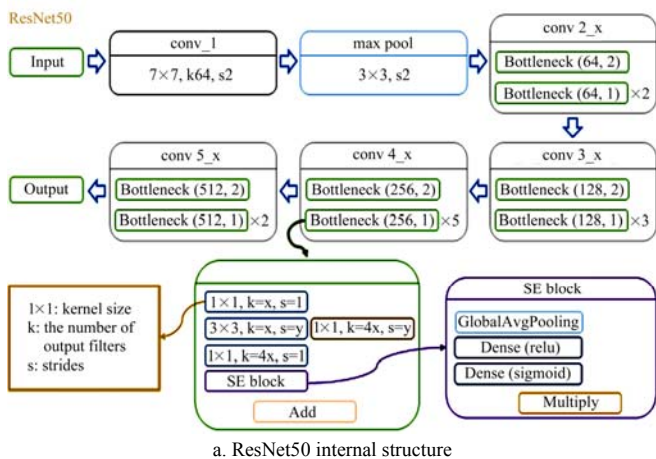 ResNet50
Input
conv_1
7×7, k64, s2
max pool
3×3, s2
conv 2_x
Bottleneck (64, 2)
Bottleneck (64, 1) ×2
conv 3_x
Bottleneck (128, 2)
Bottleneck (128, 1) ×3
conv 4_x
Bottleneck (256, 2)
Bottleneck (256, 1) ×5
conv 5_x
Bottleneck (512, 2)
Bottleneck (512, 1) ×2
Output
1×1: kernel size
k: the number of
output filters
s: strides
1×1, k=x, s=1
3×3, k=x, s=y
1×1, k=4x, s=y
1×1, k=4x, s=1
SE block
Add
SE block
GlobalAvgPooling
Dense (relu)
Dense (sigmoid)
Multiply
a. ResNet50 internal structure